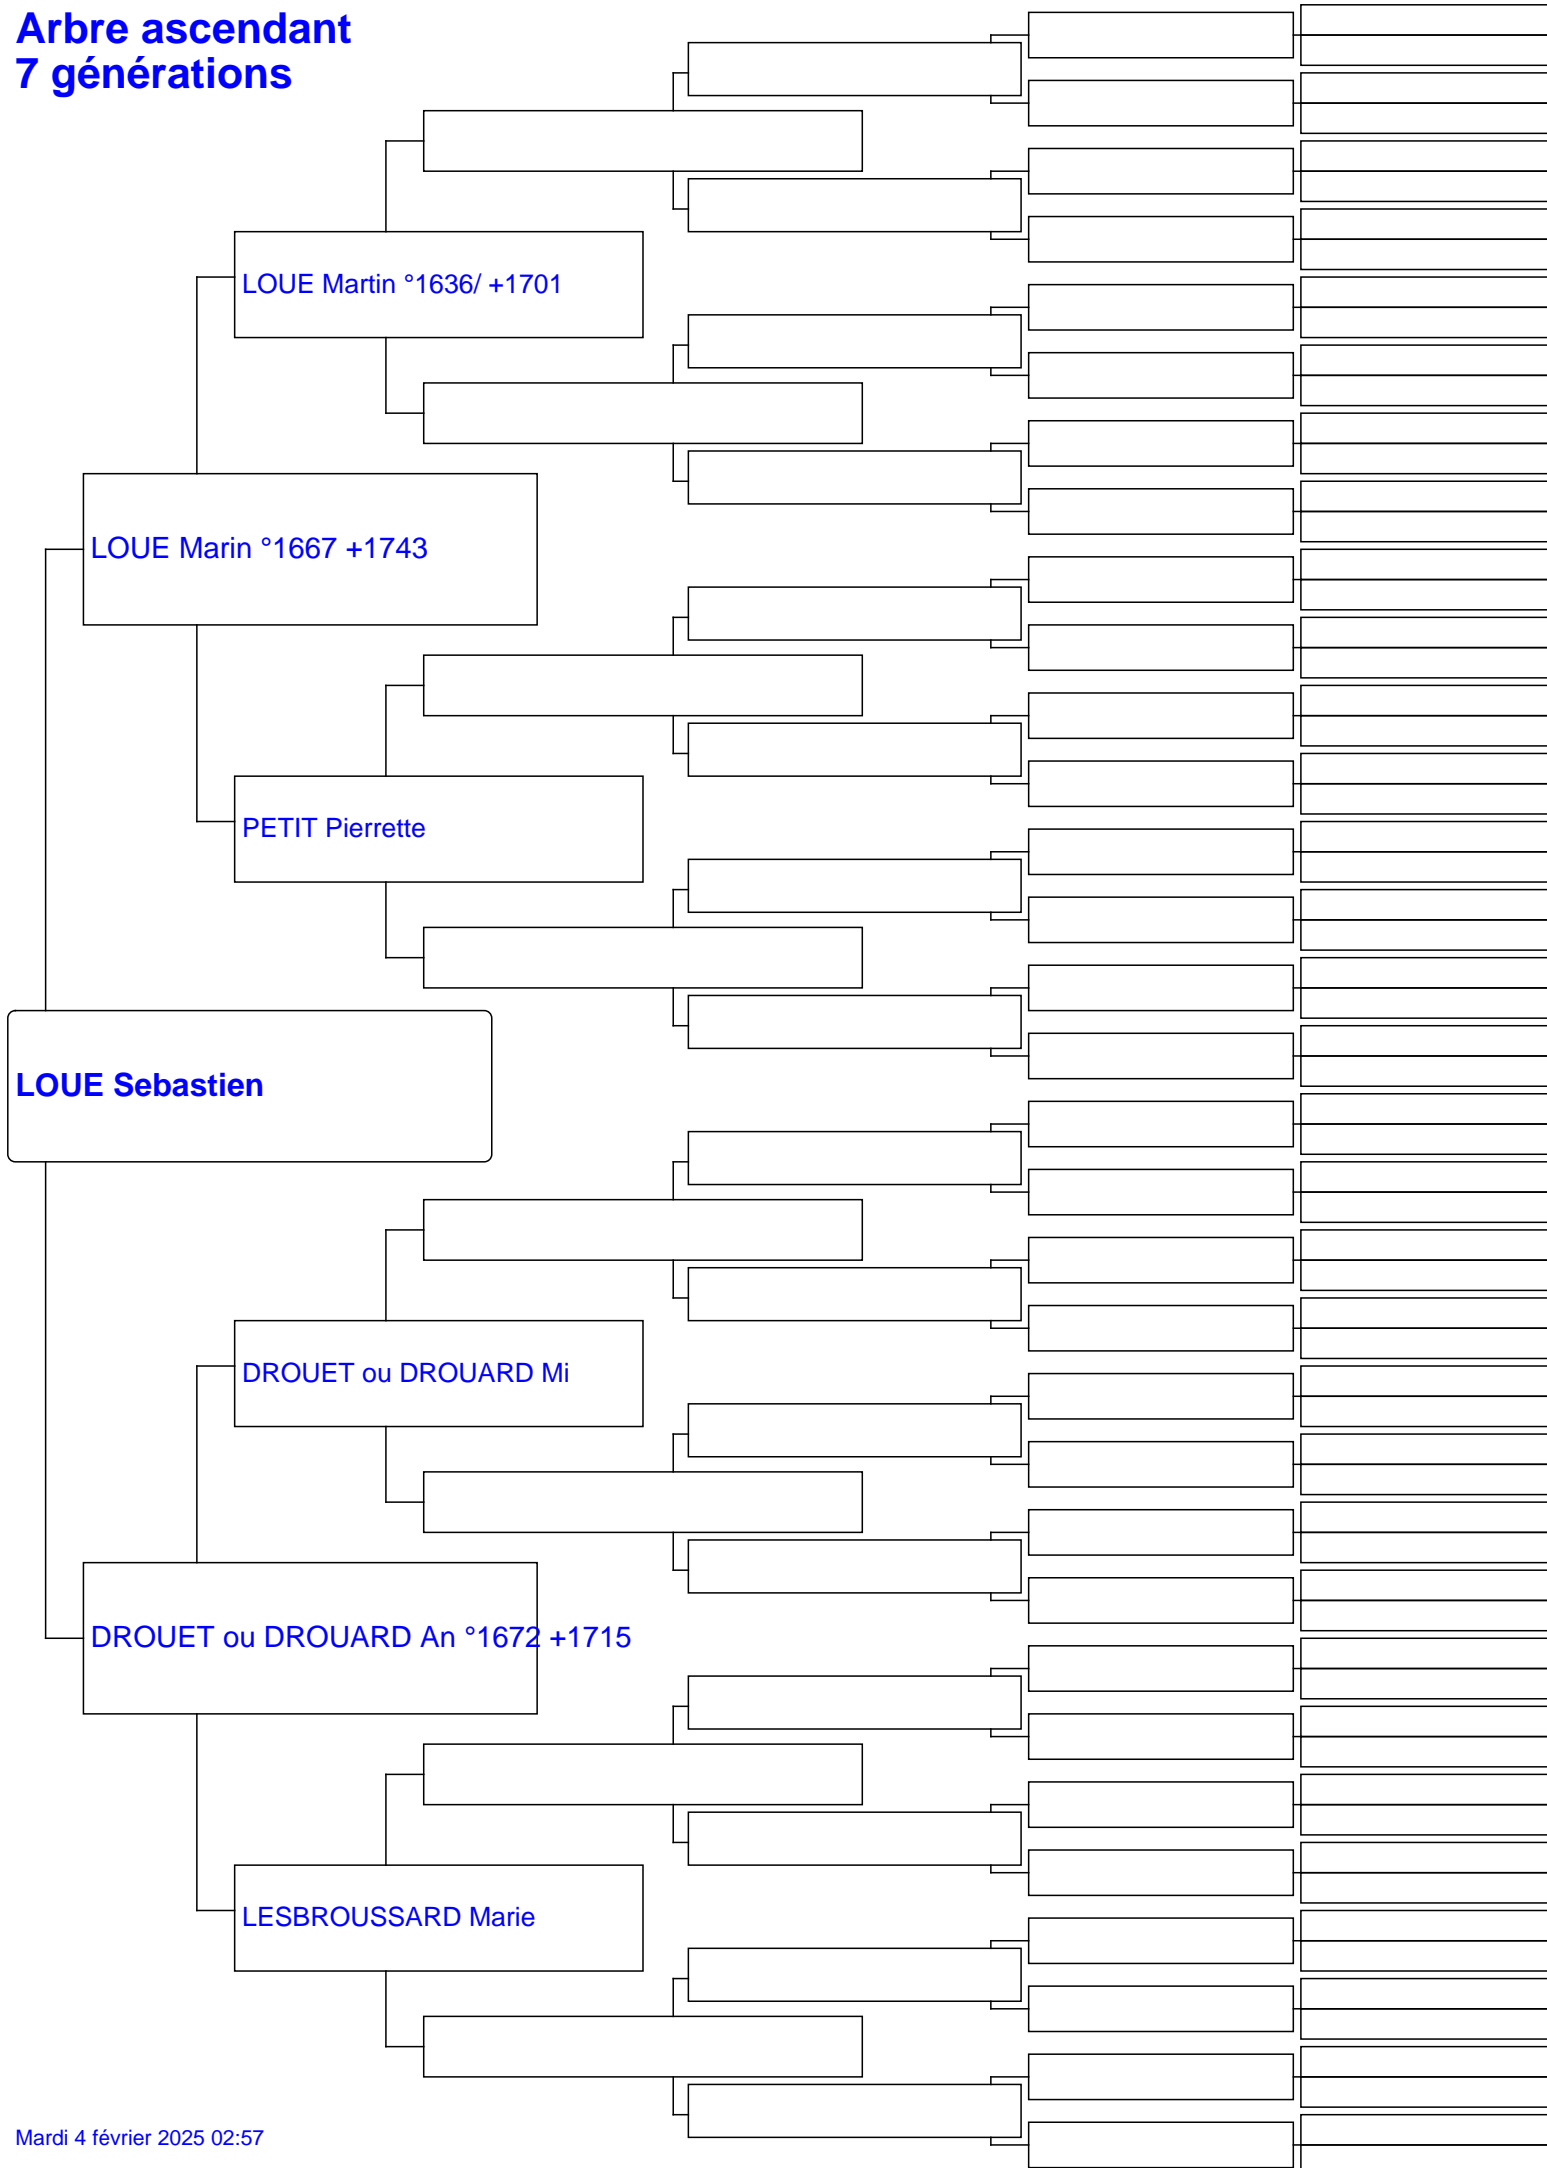 Arbre ascendant
7 générations
LOUE Martin °1636/ +1701
LOUE Marin °1667 +1743
PETIT Pierrette
LOUE Sebastien
DROUET ou DROUARD Mi
DROUET ou DROUARD An °1672 +1715
LESBROUSSARD Marie
Mardi 4 février 2025 02:57